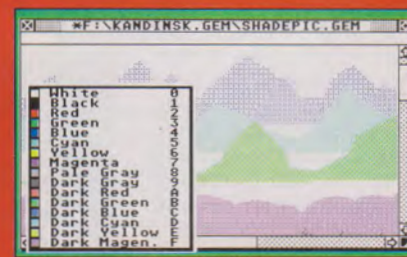 *F:\KANDINSK.GEM\SHADEPIC.GEM
White 0
Black 1
Red 2
Green 3
Blue 4
Cyan 5
Yellow 6
Magenta 7
Pale Gray 8
Dark Gray 9
Dark Red A
Dark Green B
Dark Blue C
Dark Cyan D
Dark Yellow E
Dark Magen. F